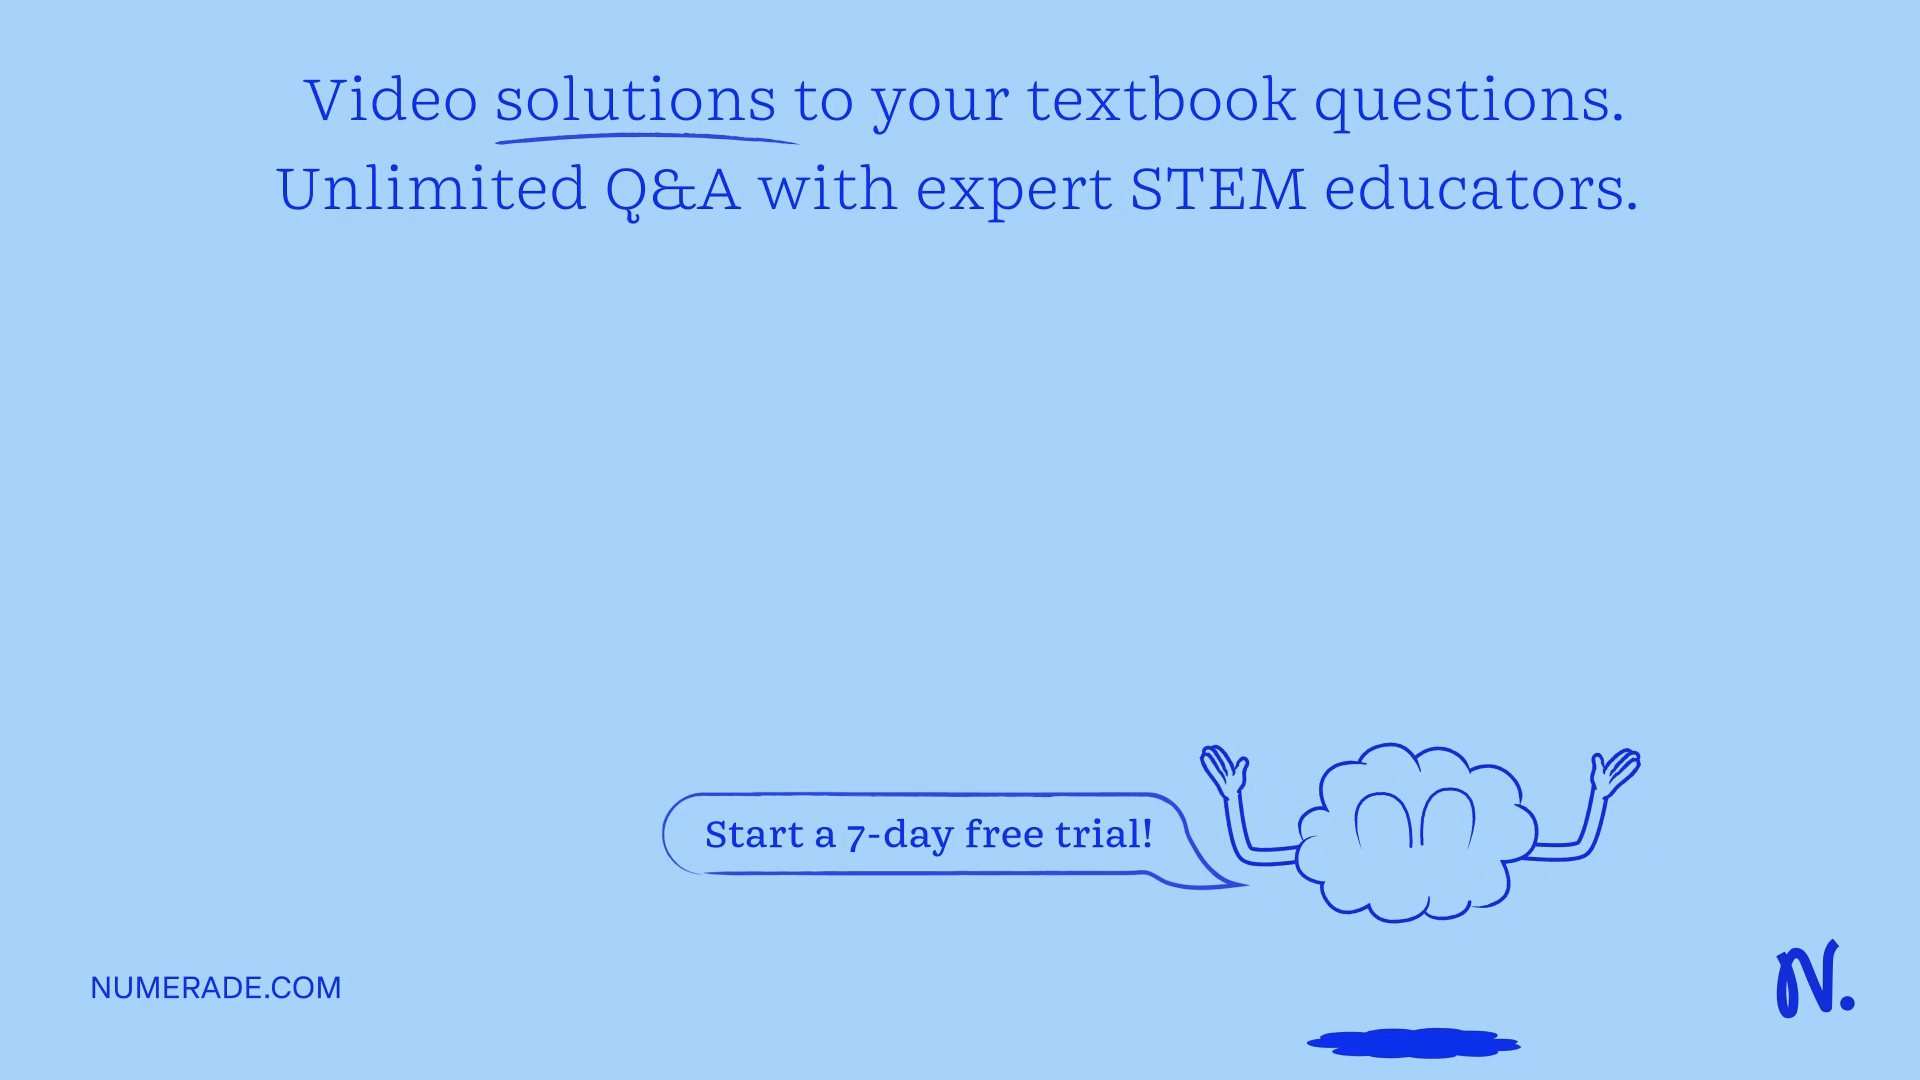 Video solutions to your textbook questions.
Unlimited Q&A with expert STEM educators.
Start a 7-day free trial!
NUMERADE.COM
N.